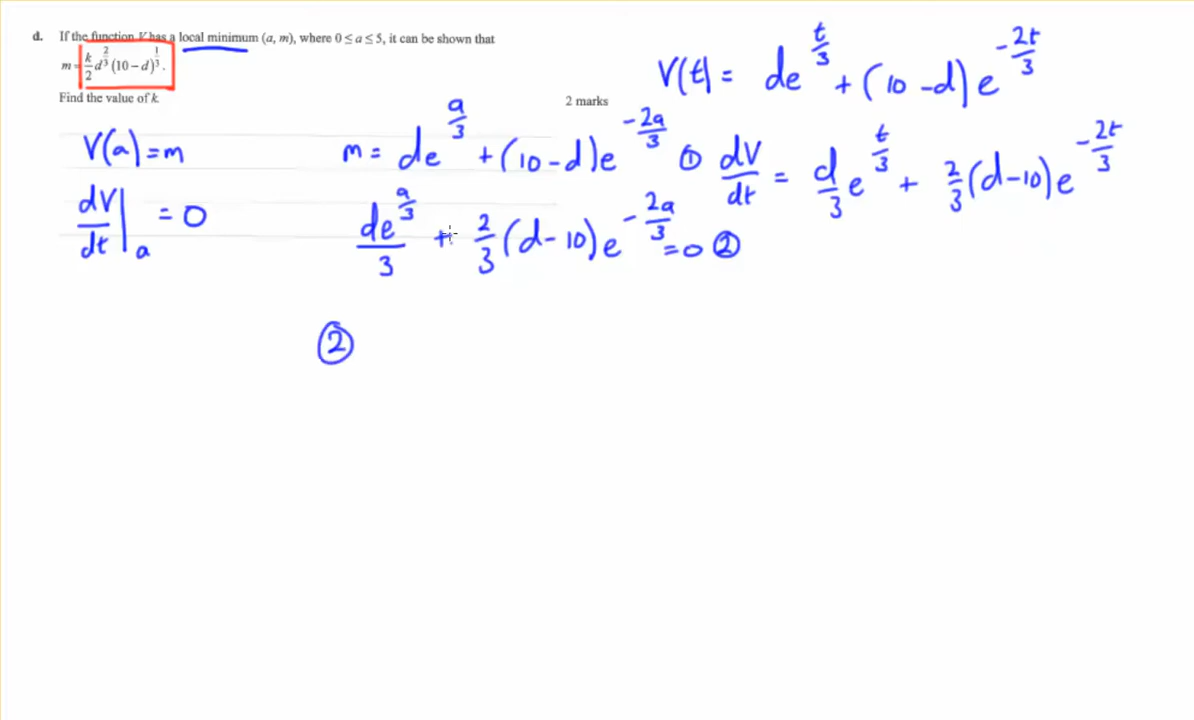 d. If the function V has a local minimum (a, m), where 0 ≤ a ≤ 5, it can be shown that
m = k/2 d^(2/3) (10 – d)^(1/3).
Find the value of k.
2 marks
V(t) = de^(t/3) + (10 - d)e^(-2t/3)
V(a) = m
m = de^(a/3) + (10 - d)e^(-2a/3) ①
dV/dt = d/3 e^(t/3) + 2/3 (d - 10)e^(-2t/3)
dV/dt |a = 0
de^(a/3)/3 + 2/3 (d - 10)e^(-2a/3) = 0 ②
②